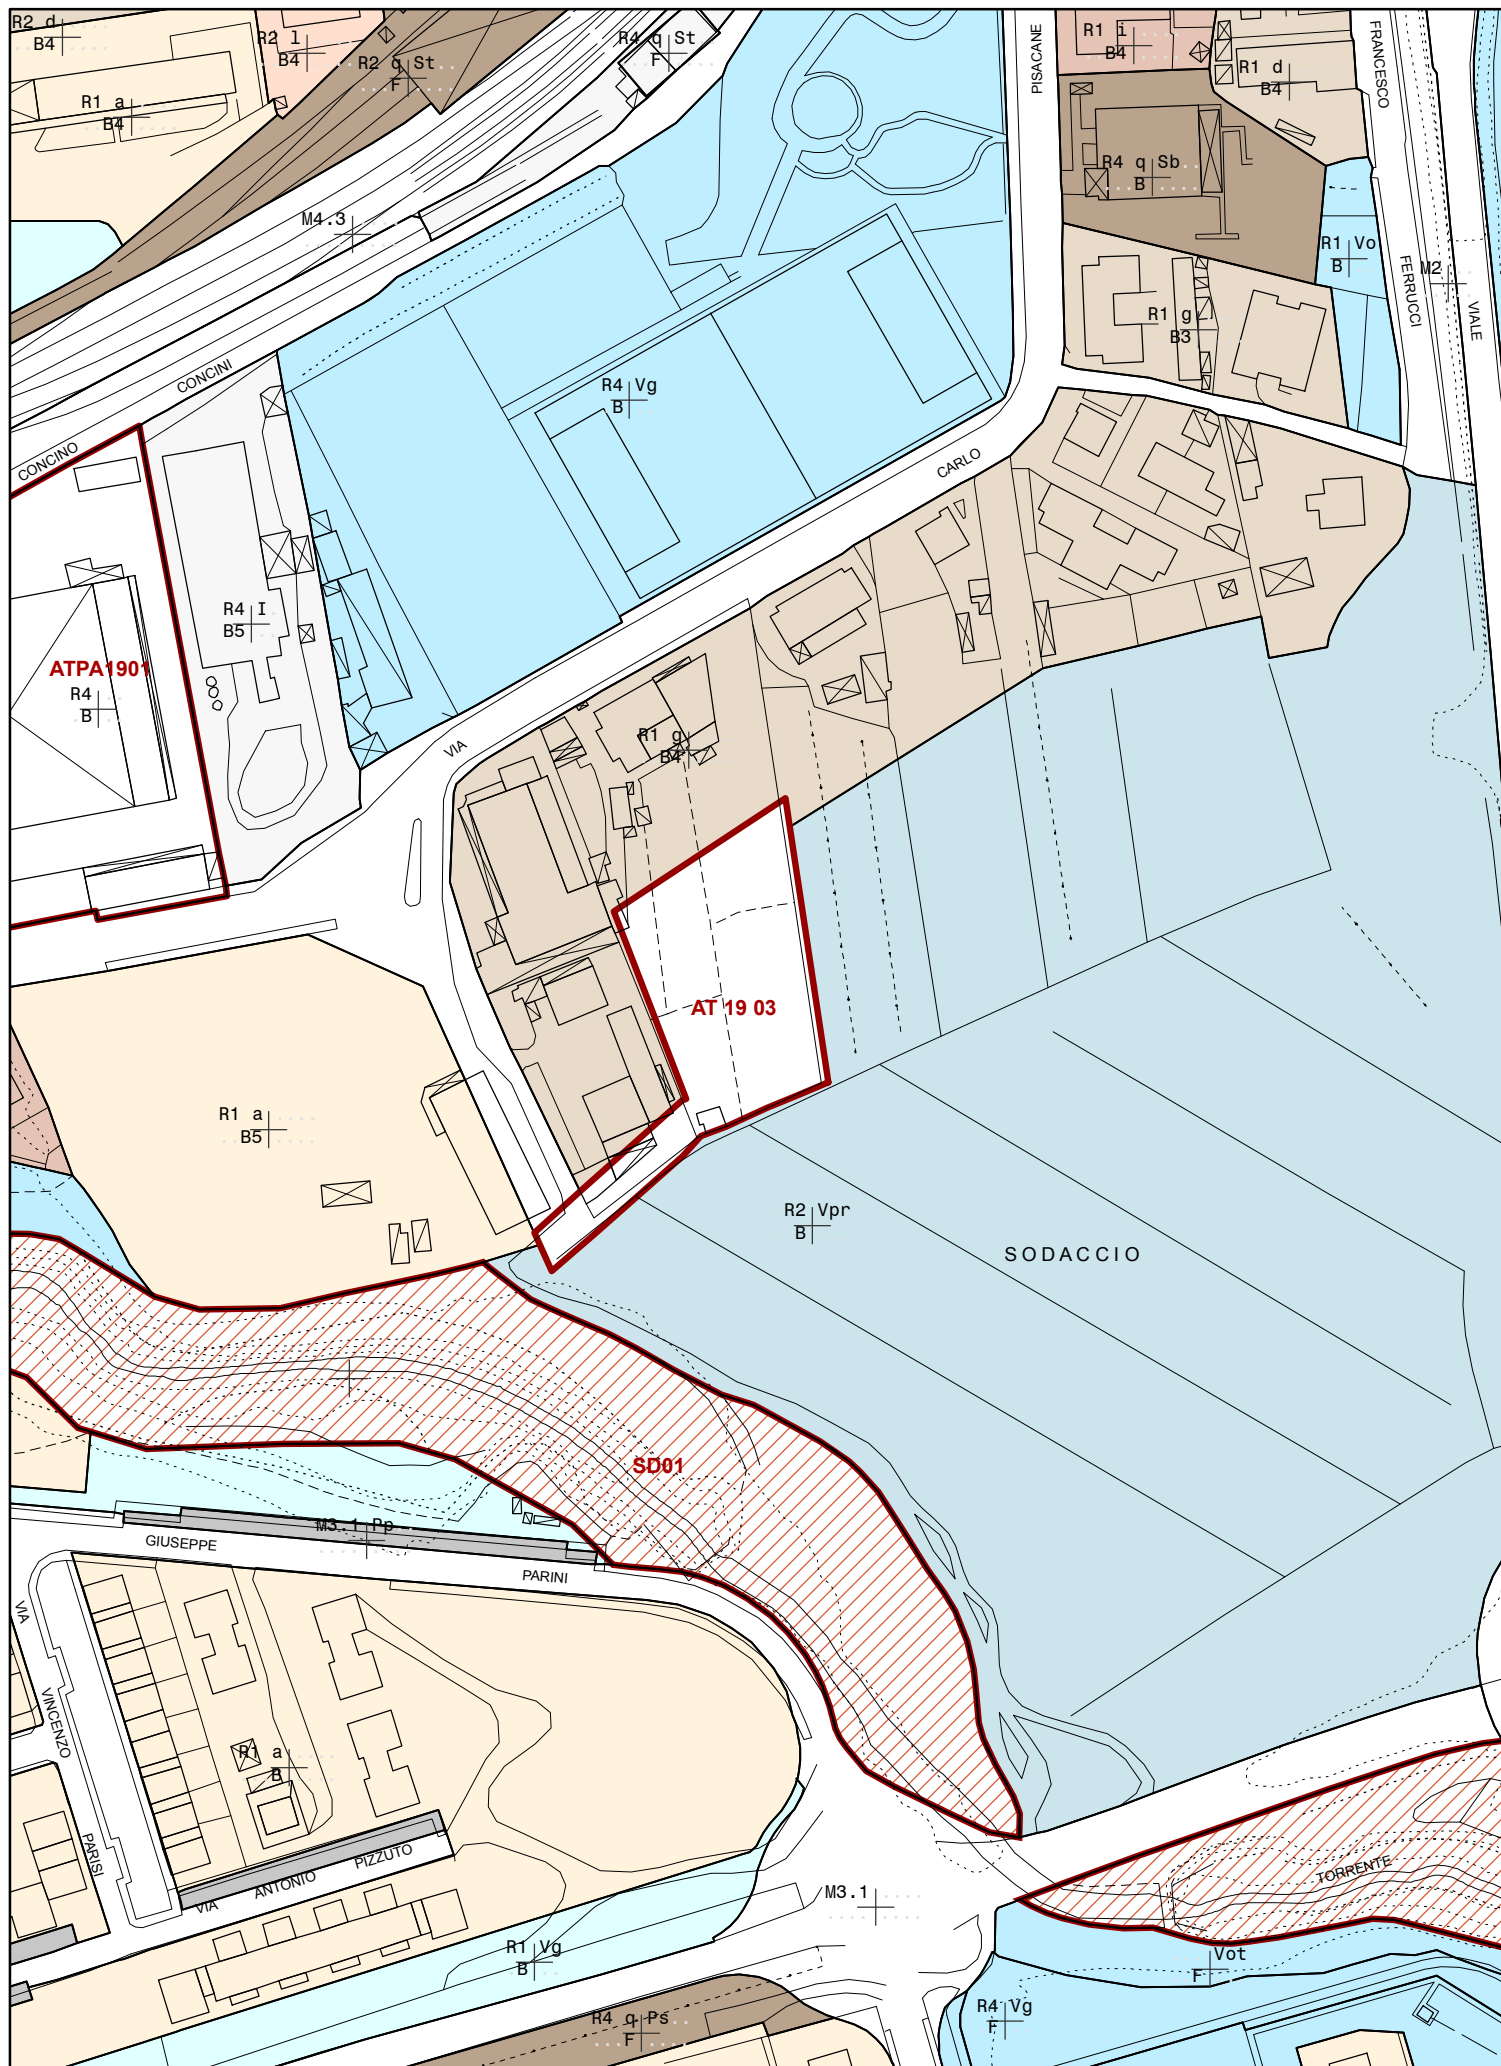 R2 d
B4
R2 l
B4
R2 q St
F
R4 q St
F
PISACANE
R1 i
B4
R1 d
B4
FRANCESCO
R1 a
B4
R4 q Sb
B
M4.3
R1 Vo
B
FERRUCCI
M2
VIALE
R1 g
B3
CONCINI
R4 Vg
B
CONCINO
CARLO
R4 I
B5
ATPA1901
R4
B
VIA
R1 g
B4
AT 19 03
R1 a
B5
R2 Vpr
B
SODACCIO
SD01
M3.1 Pp
GIUSEPPE
PARINI
VIA
VINCENZO
PARISI
R1 a
B
VIA
ANTONIO
PIZZUTO
TORRENTE
M3.1
R1 Vg
B
Vot
F
R4 Vg
F
R4 q Ps
F